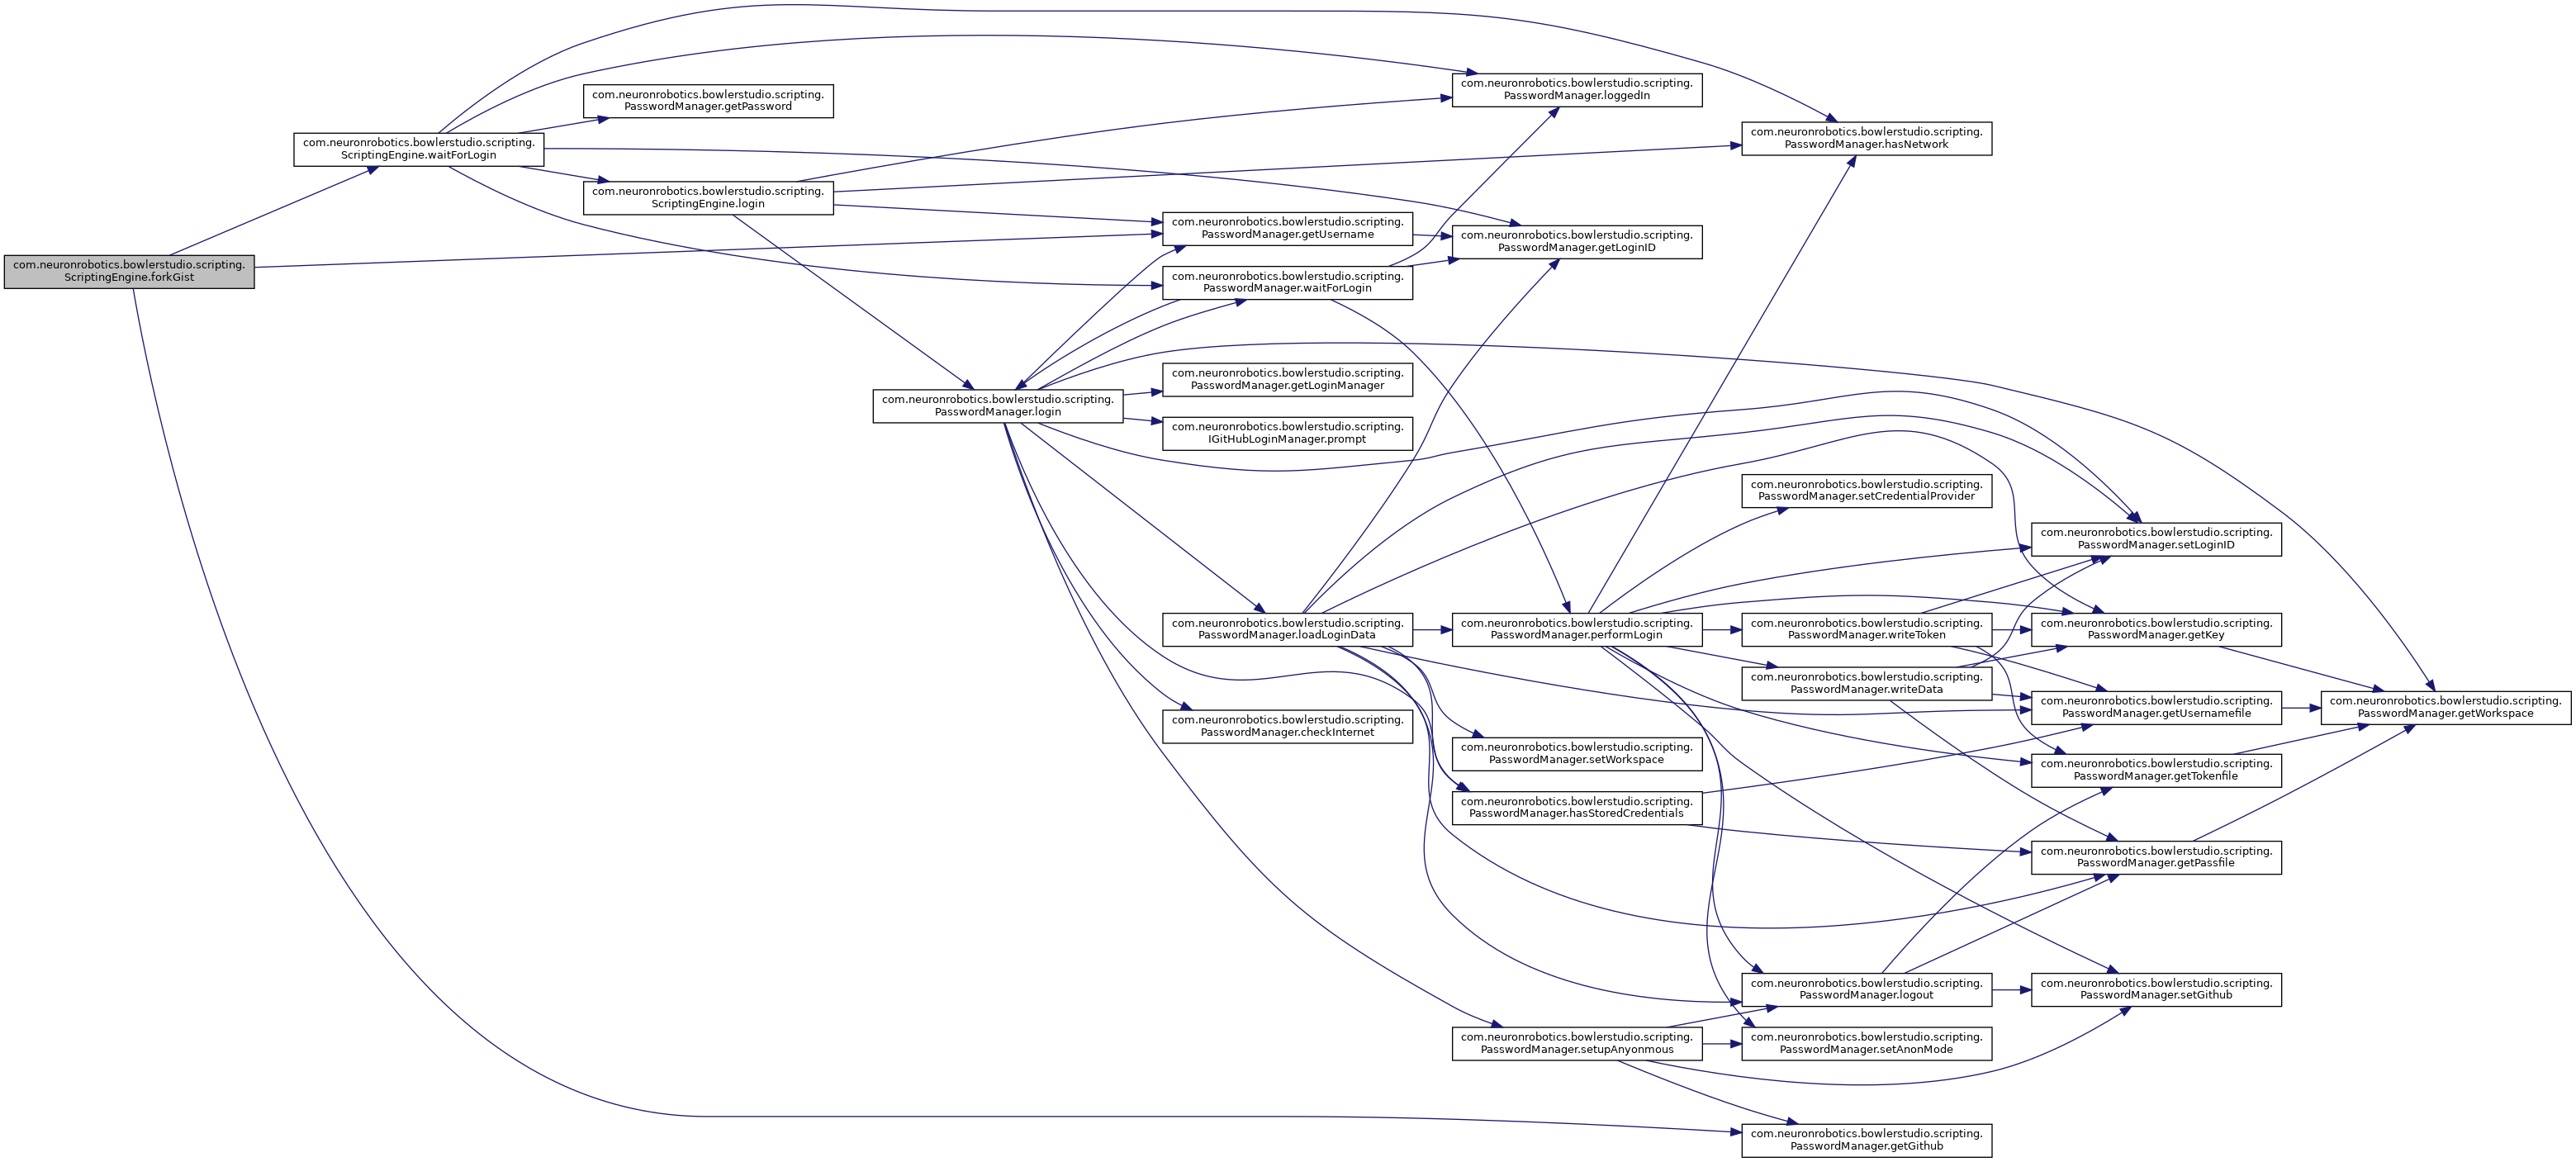 com.neuronrobotics.bowlerstudio.scripting.
ScriptingEngine.forkGist
com.neuronrobotics.bowlerstudio.scripting.
ScriptingEngine.waitForLogin
com.neuronrobotics.bowlerstudio.scripting.
PasswordManager.getPassword
com.neuronrobotics.bowlerstudio.scripting.
ScriptingEngine.login
com.neuronrobotics.bowlerstudio.scripting.
PasswordManager.login
com.neuronrobotics.bowlerstudio.scripting.
PasswordManager.getUsername
com.neuronrobotics.bowlerstudio.scripting.
PasswordManager.waitForLogin
com.neuronrobotics.bowlerstudio.scripting.
PasswordManager.getLoginManager
com.neuronrobotics.bowlerstudio.scripting.
IGitHubLoginManager.prompt
com.neuronrobotics.bowlerstudio.scripting.
PasswordManager.loadLoginData
com.neuronrobotics.bowlerstudio.scripting.
PasswordManager.checkInternet
com.neuronrobotics.bowlerstudio.scripting.
PasswordManager.loggedIn
com.neuronrobotics.bowlerstudio.scripting.
PasswordManager.getLoginID
com.neuronrobotics.bowlerstudio.scripting.
PasswordManager.performLogin
com.neuronrobotics.bowlerstudio.scripting.
PasswordManager.setWorkspace
com.neuronrobotics.bowlerstudio.scripting.
PasswordManager.hasStoredCredentials
com.neuronrobotics.bowlerstudio.scripting.
PasswordManager.setupAnyonmous
com.neuronrobotics.bowlerstudio.scripting.
PasswordManager.hasNetwork
com.neuronrobotics.bowlerstudio.scripting.
PasswordManager.setCredentialProvider
com.neuronrobotics.bowlerstudio.scripting.
PasswordManager.writeToken
com.neuronrobotics.bowlerstudio.scripting.
PasswordManager.writeData
com.neuronrobotics.bowlerstudio.scripting.
PasswordManager.logout
com.neuronrobotics.bowlerstudio.scripting.
PasswordManager.setAnonMode
com.neuronrobotics.bowlerstudio.scripting.
PasswordManager.getGithub
com.neuronrobotics.bowlerstudio.scripting.
PasswordManager.setLoginID
com.neuronrobotics.bowlerstudio.scripting.
PasswordManager.getKey
com.neuronrobotics.bowlerstudio.scripting.
PasswordManager.getUsernamefile
com.neuronrobotics.bowlerstudio.scripting.
PasswordManager.getTokenfile
com.neuronrobotics.bowlerstudio.scripting.
PasswordManager.getPassfile
com.neuronrobotics.bowlerstudio.scripting.
PasswordManager.setGithub
com.neuronrobotics.bowlerstudio.scripting.
PasswordManager.getWorkspace